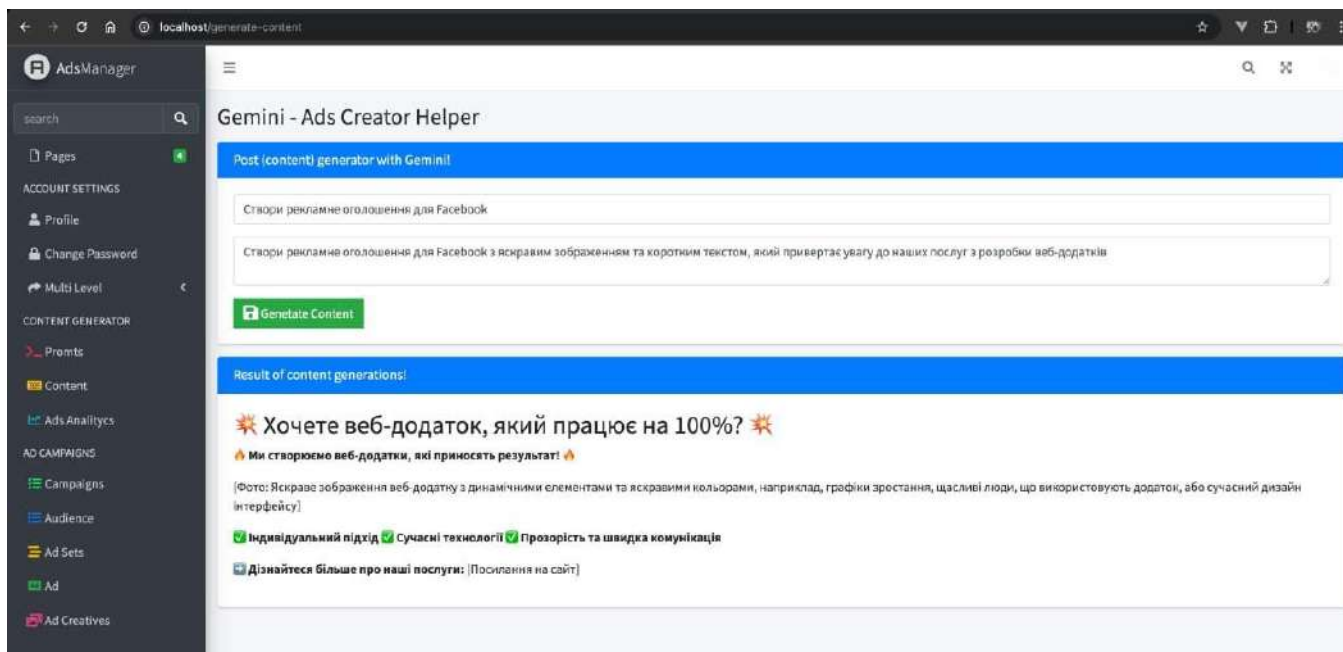 localhost/generate-content
AdsManager
search
Pages
4
ACCOUNT SETTINGS
Profile
Change Password
Multi Level
CONTENT GENERATOR
Promts
Content
Ads Analitycs
AD CAMPAIGNS
Campaigns
Audience
Ad Sets
Ad
Ad Creatives
Gemini - Ads Creator Helper
Post (content) generator with Gemini!
Створи рекламне оголошення для Facebook
Створи рекламне оголошення для Facebook з яскравим зображенням та коротким текстом, який привертає увагу до наших послуг з розробки веб-додатків
Genetate Content
Result of content generations!
💥 Хочете веб-додаток, який працює на 100%? 💥
🔥 Ми створюємо веб-додатки, які приносять результат! 🔥
[Фото: Яскраве зображення веб-додатку з динамічними елементами та яскравими кольорами, наприклад, графіки зростання, щасливі люди, що використовують додаток, або сучасний дизайн
інтерфейсу]
✅ Індивідуальний підхід ✅ Сучасні технології ✅ Прозорість та швидка комунікація
➡️ Дізнайтеся більше про наші послуги: [Посилання на сайт]